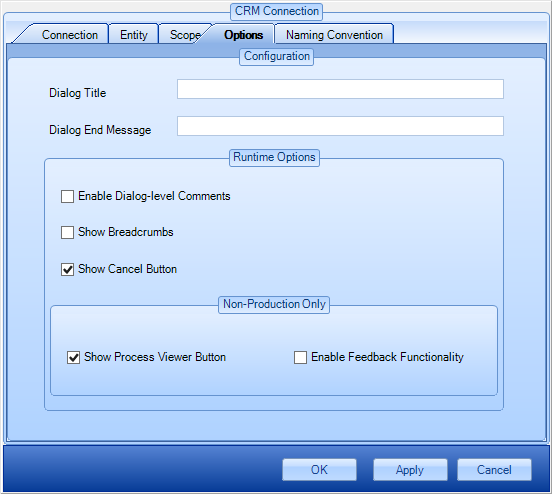 CRM Connection
Connection Entity Scope Options Naming Convention
Configuration
Dialog Title
Dialog End Message
Runtime Options
Enable Dialog-level Comments
Show Breadcrumbs
Show Cancel Button
Non-Production Only
Show Process Viewer Button Enable Feedback Functionality
OK Apply Cancel